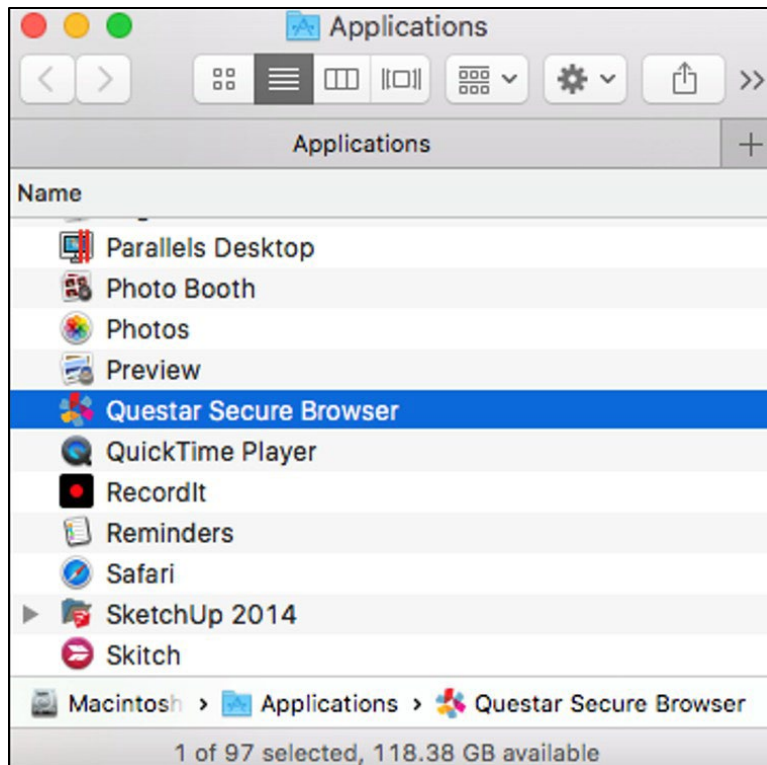 Applications
Applications
Name
Parallels Desktop
Photo Booth
Photos
Preview
Questar Secure Browser
QuickTime Player
RecordIt
Reminders
Safari
SketchUp 2014
Skitch
Macintosh › Applications › Questar Secure Browser
1 of 97 selected, 118.38 GB available